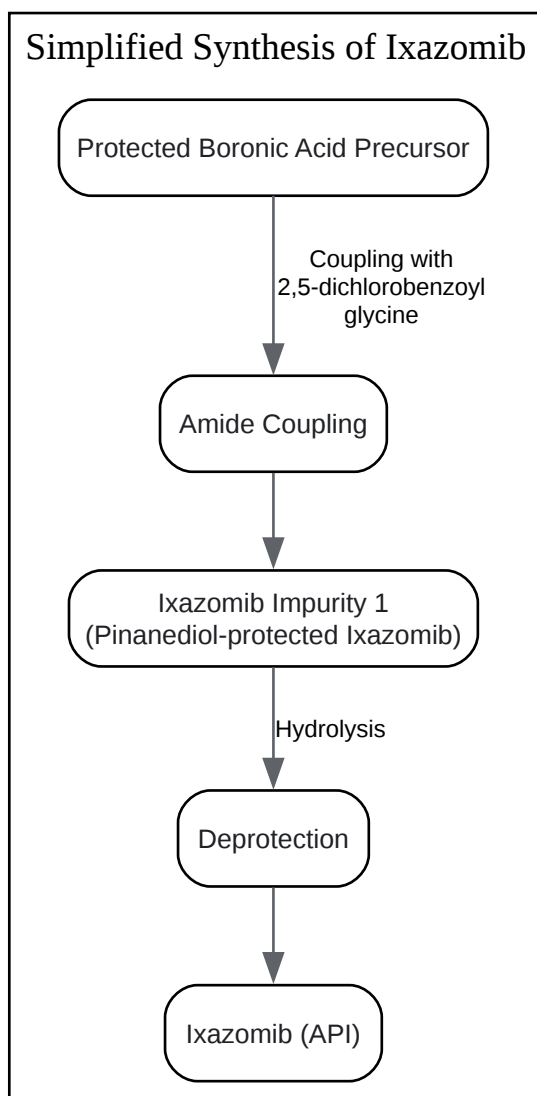 Simplified Synthesis of Ixazomib
Protected Boronic Acid Precursor
Coupling with
2,5-dichlorobenzoyl
glycine
Amide Coupling
Ixazomib Impurity 1
(Pinanediol-protected Ixazomib)
Hydrolysis
Deprotection
Ixazomib (API)